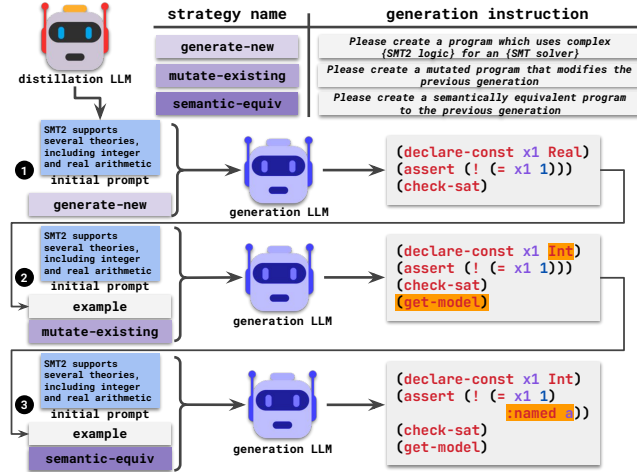 strategy name
generation instruction
generate-new
Please create a program which uses complex
{SMT2 logic} for an {SMT solver}
mutate-existing
Please create a mutated program that modifies the
previous generation
semantic-equiv
Please create a semantically equivalent program
to the previous generation
distillation LLM
1
SMT2 supports
several theories,
including integer
and real arithmetic
initial prompt
generate-new
generation LLM
(declare-const x1 Real)
(assert (! (= x1 1)))
(check-sat)
2
SMT2 supports
several theories,
including integer
and real arithmetic
initial prompt
example
mutate-existing
generation LLM
(declare-const x1 Int)
(assert (! (= x1 1)))
(check-sat)
(get-model)
3
SMT2 supports
several theories,
including integer
and real arithmetic
initial prompt
example
semantic-equiv
generation LLM
(declare-const x1 Int)
(assert (! (= x1 1)
:named a))
(check-sat)
(get-model)